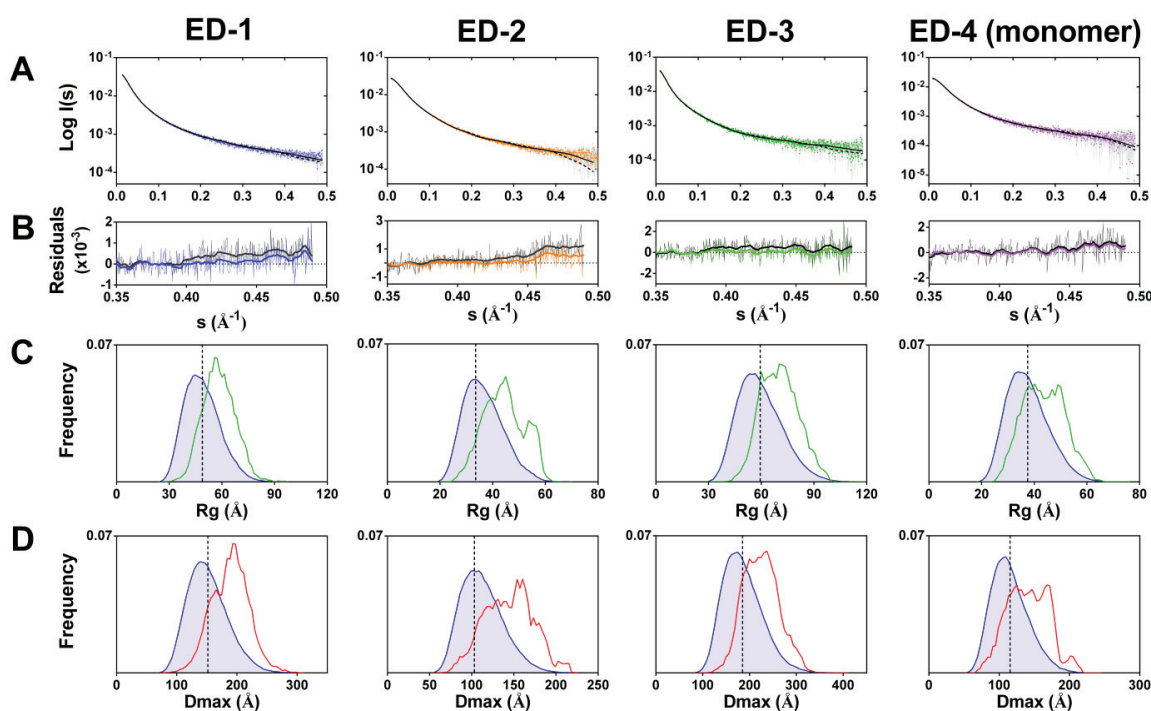 ED-1 ED-2 ED-3 ED-4 (monomer)
A
Log I(s)
10⁻¹ 10⁻² 10⁻³ 10⁻⁴
0.0 0.1 0.2 0.3 0.4 0.5
10⁻¹ 10⁻² 10⁻³ 10⁻⁴
0.0 0.1 0.2 0.3 0.4 0.5
10⁻¹ 10⁻² 10⁻³ 10⁻⁴
0.0 0.1 0.2 0.3 0.4 0.5
10⁻¹ 10⁻² 10⁻³ 10⁻⁴ 10⁻⁵
0.0 0.1 0.2 0.3 0.4 0.5
B
Residuals
(x10⁻³)
2 1 0 -1
0.35 0.40 0.45 0.50
s (Å⁻¹)
3 1 -1
0.35 0.40 0.45 0.50
s (Å⁻¹)
2 0 -2
0.35 0.40 0.45 0.50
s (Å⁻¹)
2 0 -2
0.35 0.40 0.45 0.50
s (Å⁻¹)
C
Frequency
0.07
0 30 60 90 120
Rg (Å)
0.07
0 20 40 60 80
Rg (Å)
0.07
0 30 60 90 120
Rg (Å)
0.07
0 20 40 60 80
Rg (Å)
D
Frequency
0.07
0 100 200 300
Dmax (Å)
0.07
0 50 100 150 200 250
Dmax (Å)
0.07
0 100 200 300 400
Dmax (Å)
0.07
0 100 200 300
Dmax (Å)